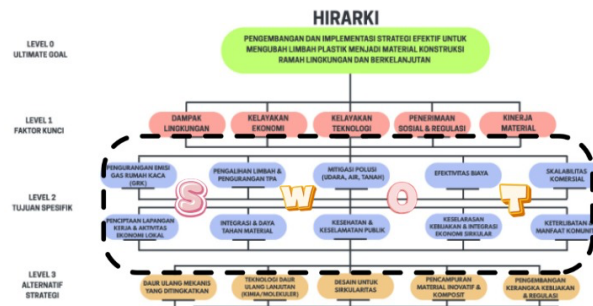 HIRARKI
LEVEL 0
ULTIMATE GOAL
PENGEMBANGAN DAN IMPLEMENTASI STRATEGI EFEKTIF UNTUK
MENGUBAH LIMBAH PLASTIK MENJADI MATERIAL KONSTRUKSI
RAMAH LINGKUNGAN DAN BERKELANJUTAN
LEVEL 1
FAKTOR KUNCI
DAMPAK
LINGKUNGAN
KELAYAKAN
EKONOMI
KELAYAKAN
TEKNOLOGI
PENERIMAAN
SOSIAL & REGULASI
KINERJA
MATERIAL
LEVEL 2
TUJUAN SPESIFIK
PENGURANGAN EMISI
GAS RUMAH KACA
(GRK)
PENGALIHAN LIMBAH &
PENGURANGAN TPA
MITIGASI POLUSI
(UDARA, AIR, TANAH)
EFEKTIVITAS BIAYA
SKALABILITAS
KOMERSIAL
S W O T
PENCIPTAAN LAPANGAN
KERJA & AKTIVITAS
EKONOMI LOKAL
INTEGRASI & DAYA
TAHAN MATERIAL
KESEHATAN &
KESELAMATAN PUBLIK
KESELARASAN
KEBIJAKAN & INTEGRASI
EKONOMI SIRKULAR
KETERLIBATAN &
MANFAAT KOMUNI
LEVEL 3
ALTERNATIF
STRATEGI
DAUR ULANG MEKANIS
YANG DITINGKATKAN
TEKNOLOGI DAUR
ULANG LANJUTAN
(KIMIA/MOLEKULER)
DESAIN UNTUK
SIRKULARITAS
PENCAMPURAN
MATERIAL INOVATIF &
KOMPOSIT
PENGEMBANGAN
KERANGKA KEBIJAKAN
& REGULASI